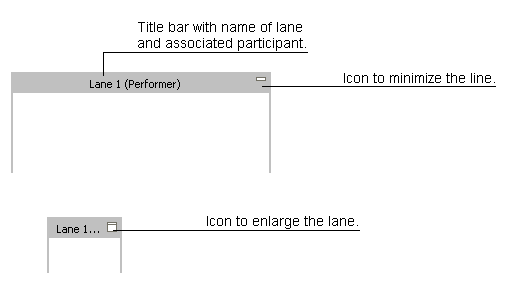 Title bar with name of lane
and associated participant.
Lane 1 (Performer)
Icon to minimize the line.
Icon to enlarge the lane.
Lane 1...